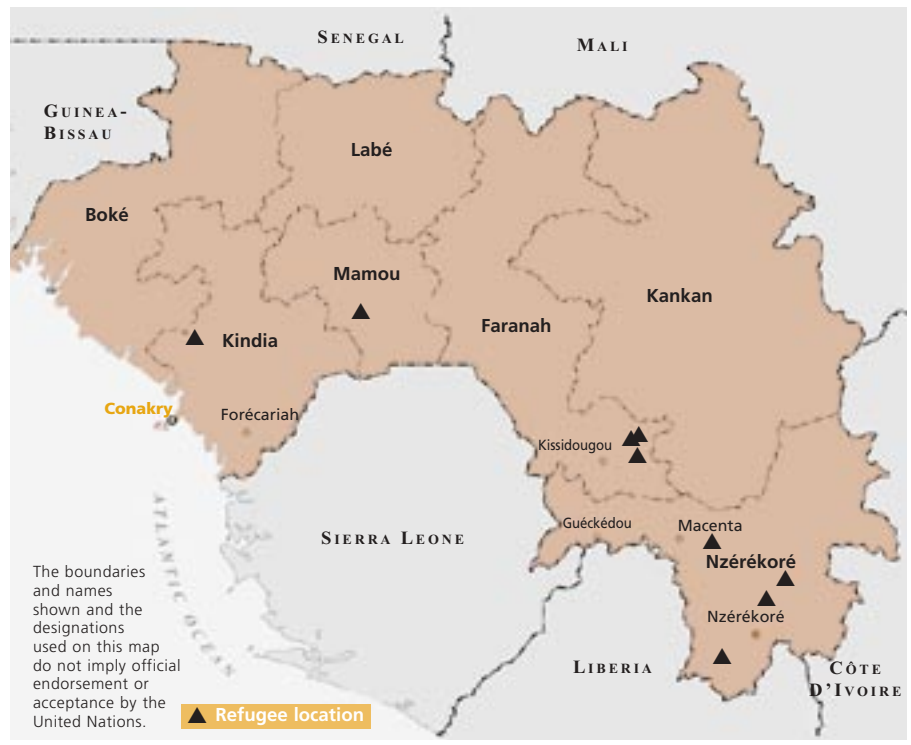 SENEGAL
MALI
GUINEA-
BISSAU
Labé
Boké
Mamou
Kankan
Faranah
Kindia
Conakry
Forécariah
Kissidougou
Guéckédou
Macenta
SIERRA LEONE
Nzérékoré
Nzérékoré
ATLANTIC OCEAN
LIBERIA
CÔTE
D'IVOIRE
The boundaries
and names
shown and the
designations
used on this map
do not imply official
endorsement or
acceptance by the
United Nations.
Refugee location